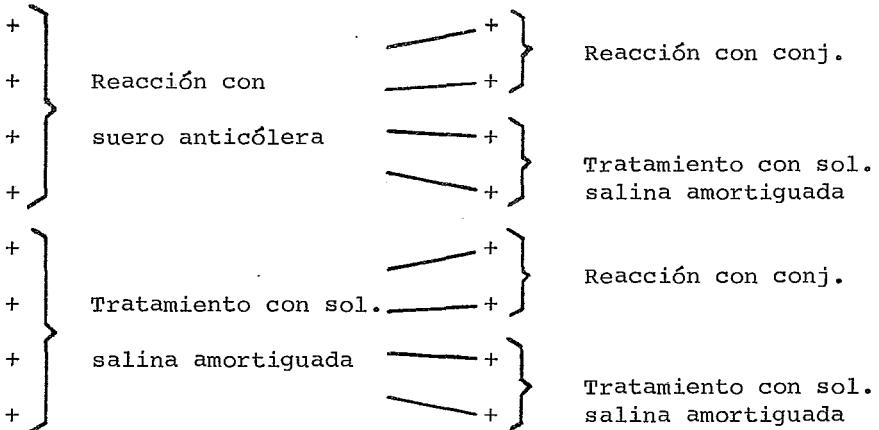 + +
Reacción con conj.
+ Reacción con +
+ suero anticólera +
Tratamiento con sol.
+ + salina amortiguada
+ +
Reacción con conj.
+ Tratamiento con sol. +
+ salina amortiguada +
Tratamiento con sol.
+ + salina amortiguada